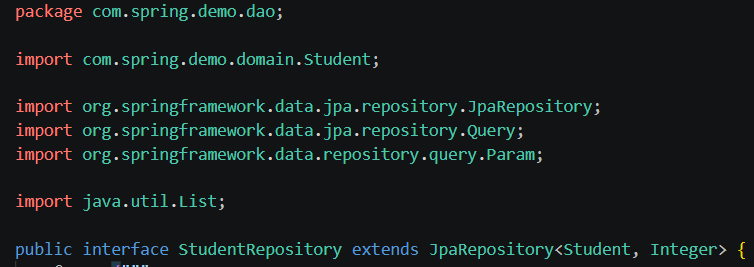 package com.spring.demo.dao;
import com.spring.demo.domain.Student;
import org.springframework.data.jpa.repository.JpaRepository;
import org.springframework.data.jpa.repository.Query;
import org.springframework.data.repository.query.Param;
import java.util.List;
public interface StudentRepository extends JpaRepository<Student, Integer> {